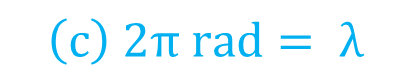 (c) 2π rad = λ